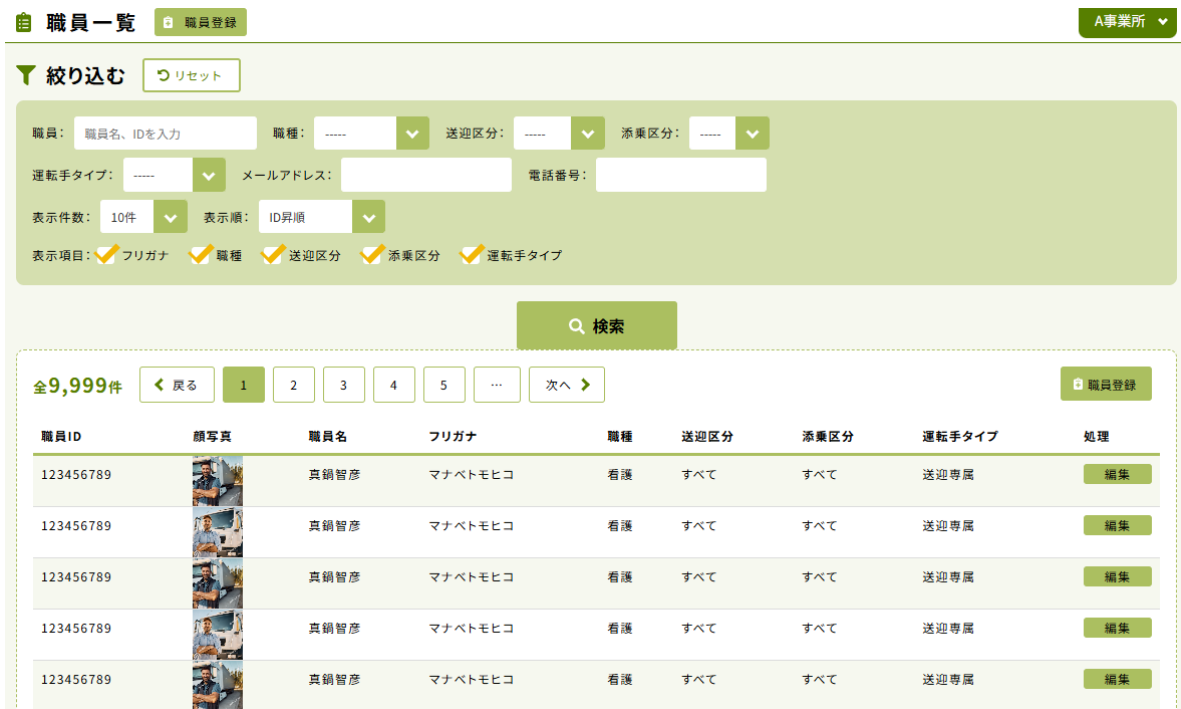 職員一覧 職員登録 A事業所
絞り込む リセット
職員： 職員名、IDを入力 職種： ----- 送迎区分： ----- 添乗区分： -----
運転手タイプ： ----- メールアドレス： 電話番号：
表示件数： 10件 表示順： ID昇順
表示項目： フリガナ 職種 送迎区分 添乗区分 運転手タイプ
検索
全9,999件 戻る 1 2 3 4 5 … 次へ 職員登録
職員ID 顔写真 職員名 フリガナ 職種 送迎区分 添乗区分 運転手タイプ 処理
123456789 真鍋智彦 マナベトモヒコ 看護 すべて すべて 送迎専属 編集
123456789 真鍋智彦 マナベトモヒコ 看護 すべて すべて 送迎専属 編集
123456789 真鍋智彦 マナベトモヒコ 看護 すべて すべて 送迎専属 編集
123456789 真鍋智彦 マナベトモヒコ 看護 すべて すべて 送迎専属 編集
123456789 真鍋智彦 マナベトモヒコ 看護 すべて すべて 送迎専属 編集